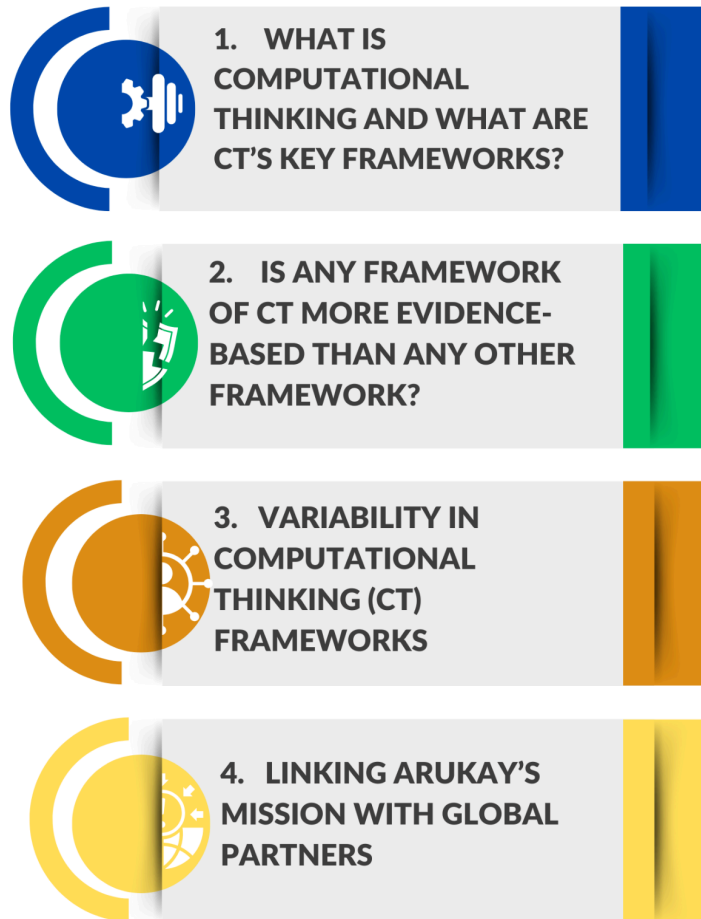 1. WHAT IS
COMPUTATIONAL
THINKING AND WHAT ARE
CT'S KEY FRAMEWORKS?
2. IS ANY FRAMEWORK
OF CT MORE EVIDENCE-
BASED THAN ANY OTHER
FRAMEWORK?
3. VARIABILITY IN
COMPUTATIONAL
THINKING (CT)
FRAMEWORKS
4. LINKING ARUKAY'S
MISSION WITH GLOBAL
PARTNERS